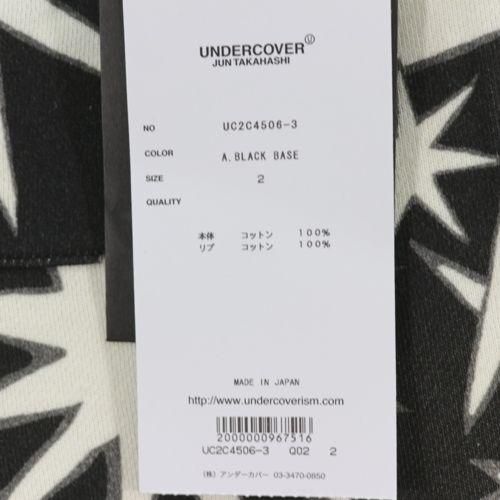 UNDERCOVER Ⓤ
JUN TAKAHASHI
NO UC2C4506-3
COLOR A.BLACK BASE
SIZE 2
QUALITY
本体 コットン 100%
リブ コットン 100%
MADE IN JAPAN
http://www.undercoverism.com
2000000967516
UC2C4506-3 Q02 2
(株) アンダーカバー 03-3470-0850